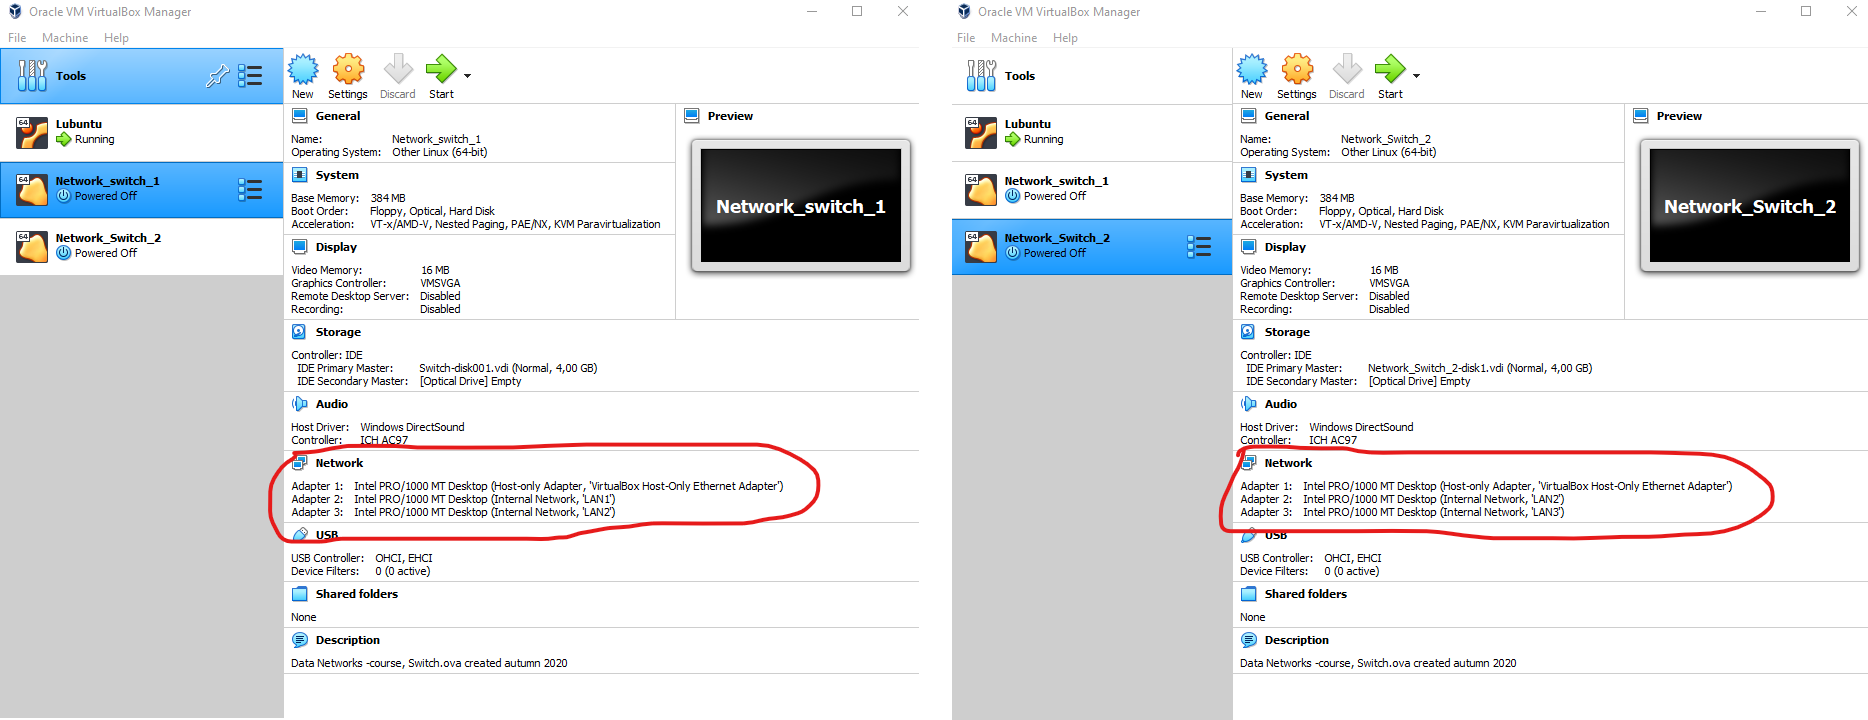 Oracle VM VirtualBox Manager
File Machine Help
Tools
New Settings Discard Start
64
Lubuntu
Running
64
Network_switch_1
Powered Off
64
Network_Switch_2
Powered Off
General
Name: Network_switch_1
Operating System: Other Linux (64-bit)
System
Base Memory: 384 MB
Boot Order: Floppy, Optical, Hard Disk
Acceleration: VT-x/AMD-V, Nested Paging, PAE/NX, KVM Paravirtualization
Display
Video Memory: 16 MB
Graphics Controller: VMSVGA
Remote Desktop Server: Disabled
Recording: Disabled
Preview
Network_switch_1
Storage
Controller: IDE
IDE Primary Master: Switch-disk001.vdi (Normal, 4,00 GB)
IDE Secondary Master: [Optical Drive] Empty
Audio
Host Driver: Windows DirectSound
Controller: ICH AC97
Network
Adapter 1: Intel PRO/1000 MT Desktop (Host-only Adapter, 'VirtualBox Host-Only Ethernet Adapter')
Adapter 2: Intel PRO/1000 MT Desktop (Internal Network, 'LAN1')
Adapter 3: Intel PRO/1000 MT Desktop (Internal Network, 'LAN2')
USB
USB Controller: OHCI, EHCI
Device Filters: 0 (0 active)
Shared folders
None
Description
Data Networks -course, Switch.ova created autumn 2020
Oracle VM VirtualBox Manager
File Machine Help
Tools
New Settings Discard Start
64
Lubuntu
Running
64
Network_switch_1
Powered Off
64
Network_Switch_2
Powered Off
General
Name: Network_Switch_2
Operating System: Other Linux (64-bit)
System
Base Memory: 384 MB
Boot Order: Floppy, Optical, Hard Disk
Acceleration: VT-x/AMD-V, Nested Paging, PAE/NX, KVM Paravirtualization
Display
Video Memory: 16 MB
Graphics Controller: VMSVGA
Remote Desktop Server: Disabled
Recording: Disabled
Preview
Network_Switch_2
Storage
Controller: IDE
IDE Primary Master: Network_Switch_2-disk1.vdi (Normal, 4,00 GB)
IDE Secondary Master: [Optical Drive] Empty
Audio
Host Driver: Windows DirectSound
Controller: ICH AC97
Network
Adapter 1: Intel PRO/1000 MT Desktop (Host-only Adapter, 'VirtualBox Host-Only Ethernet Adapter')
Adapter 2: Intel PRO/1000 MT Desktop (Internal Network, 'LAN2')
Adapter 3: Intel PRO/1000 MT Desktop (Internal Network, 'LAN3')
USB
USB Controller: OHCI, EHCI
Device Filters: 0 (0 active)
Shared folders
None
Description
Data Networks -course, Switch.ova created autumn 2020